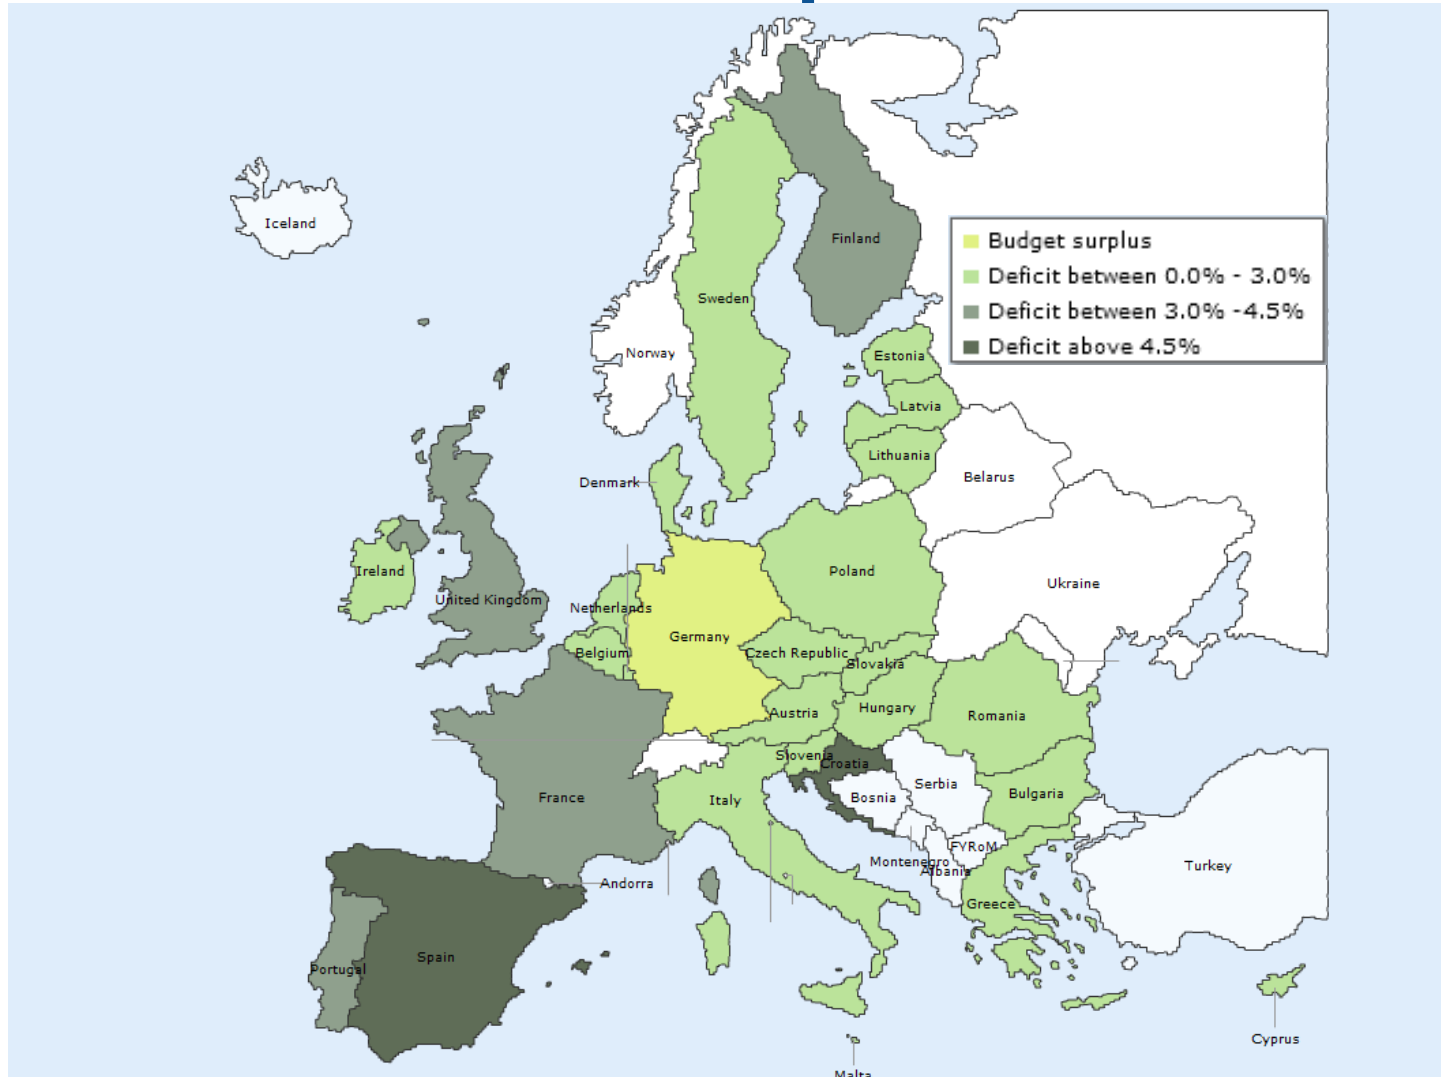 Iceland
Finland
Budget surplus
Deficit between 0.0% - 3.0%
Deficit between 3.0% -4.5%
Deficit above 4.5%
Sweden
Norway
Estonia
Latvia
Lithuania
Denmark
Belarus
Ireland
Poland
Ukraine
United Kingdom
Netherlands
Germany
Belgium
Czech Republic
Slovakia
Austria
Hungary
Romania
Slovenia
Croatia
Serbia
France
Italy
Bosnia
Bulgaria
FYRoM
Montenegro
Albania
Turkey
Andorra
Greece
Spain
Portugal
Cyprus
Malta